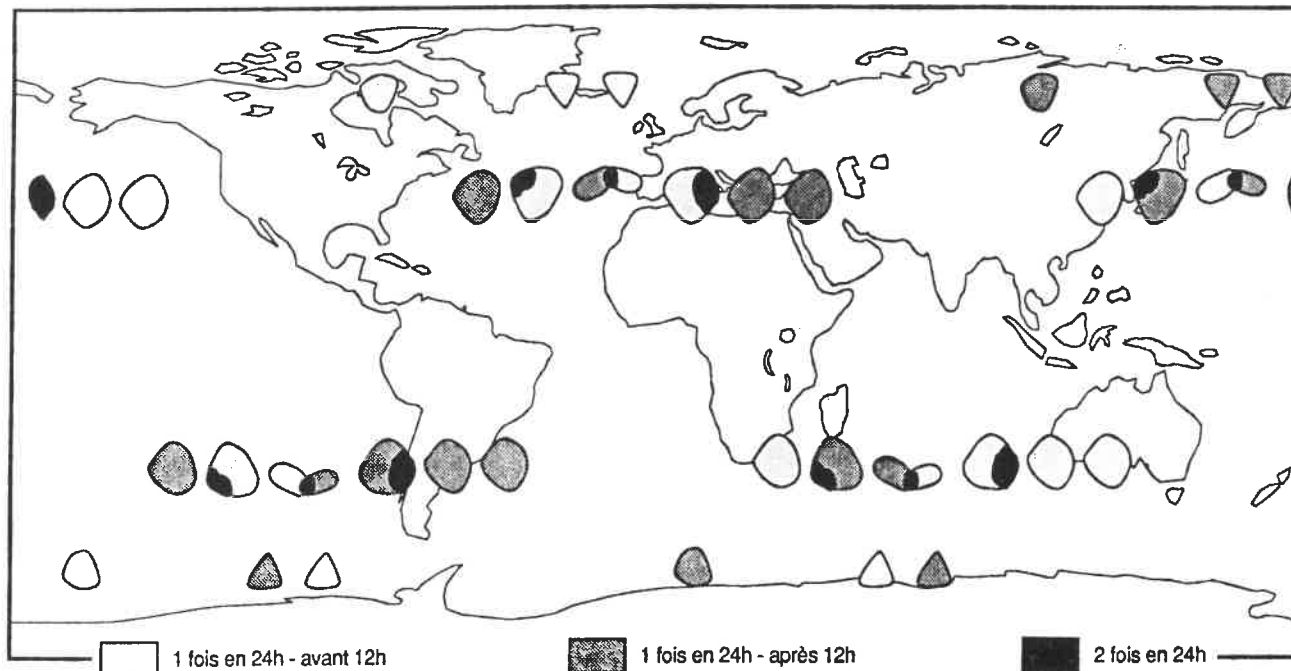 1 fois en 24h - avant 12h
1 fois en 24h - après 12h
2 fois en 24h